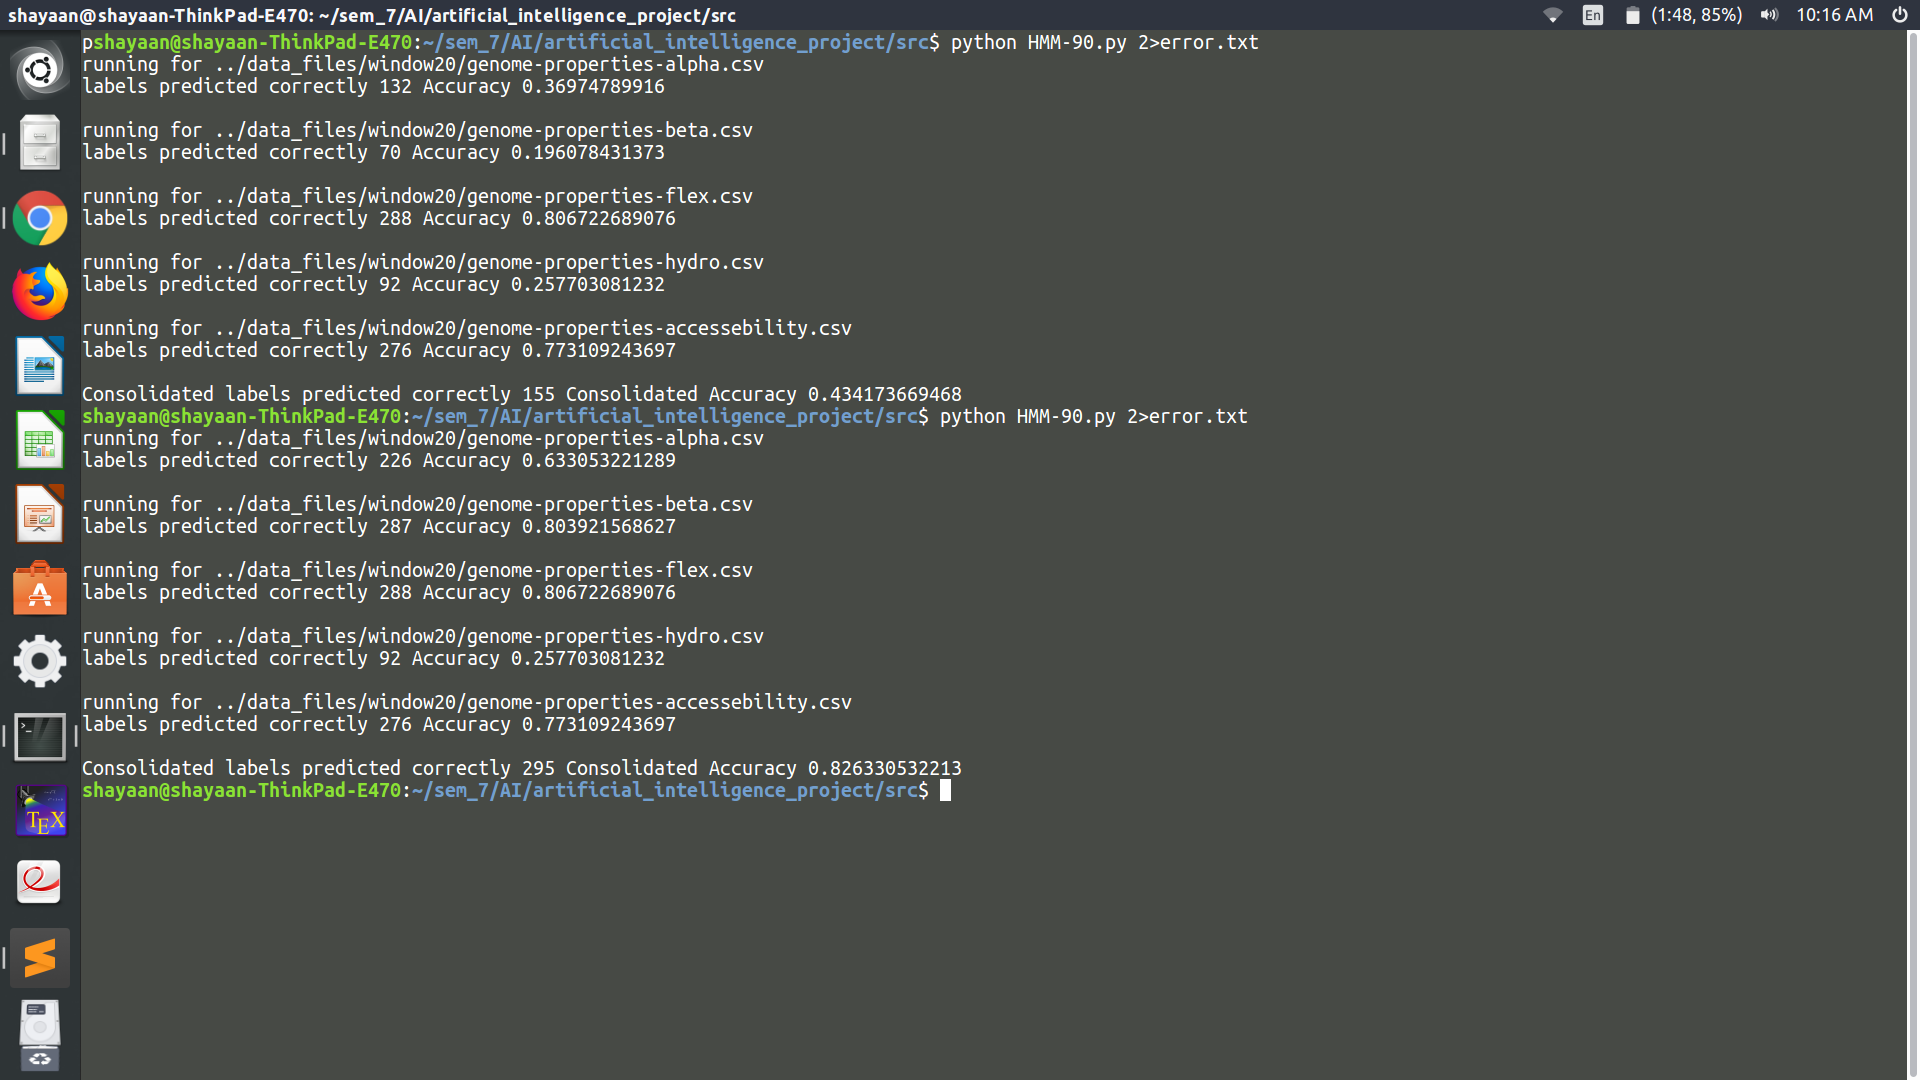 shayaan@shayaan-ThinkPad-E470: ~/sem_7/AI/artificial_intelligence_project/src
En
(1:48, 85%)
10:16 AM
pshayaan@shayaan-ThinkPad-E470:~/sem_7/AI/artificial_intelligence_project/src$ python HMM-90.py 2>error.txt
running for ../data_files/window20/genome-properties-alpha.csv
labels predicted correctly 132 Accuracy 0.36974789916
running for ../data_files/window20/genome-properties-beta.csv
labels predicted correctly 70 Accuracy 0.196078431373
running for ../data_files/window20/genome-properties-flex.csv
labels predicted correctly 288 Accuracy 0.806722689076
running for ../data_files/window20/genome-properties-hydro.csv
labels predicted correctly 92 Accuracy 0.257703081232
running for ../data_files/window20/genome-properties-accessebility.csv
labels predicted correctly 276 Accuracy 0.773109243697
Consolidated labels predicted correctly 155 Consolidated Accuracy 0.434173669468
shayaan@shayaan-ThinkPad-E470:~/sem_7/AI/artificial_intelligence_project/src$ python HMM-90.py 2>error.txt
running for ../data_files/window20/genome-properties-alpha.csv
labels predicted correctly 226 Accuracy 0.633053221289
running for ../data_files/window20/genome-properties-beta.csv
labels predicted correctly 287 Accuracy 0.803921568627
running for ../data_files/window20/genome-properties-flex.csv
labels predicted correctly 288 Accuracy 0.806722689076
running for ../data_files/window20/genome-properties-hydro.csv
labels predicted correctly 92 Accuracy 0.257703081232
running for ../data_files/window20/genome-properties-accessebility.csv
labels predicted correctly 276 Accuracy 0.773109243697
Consolidated labels predicted correctly 295 Consolidated Accuracy 0.826330532213
shayaan@shayaan-ThinkPad-E470:~/sem_7/AI/artificial_intelligence_project/src$
TEX